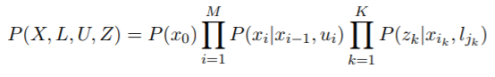 P(X, L, U, Z) = P(x_0) \prod_{i=1}^{M} P(x_i|x_{i-1}, u_i) \prod_{k=1}^{K} P(z_k|x_{i_k}, l_{j_k})